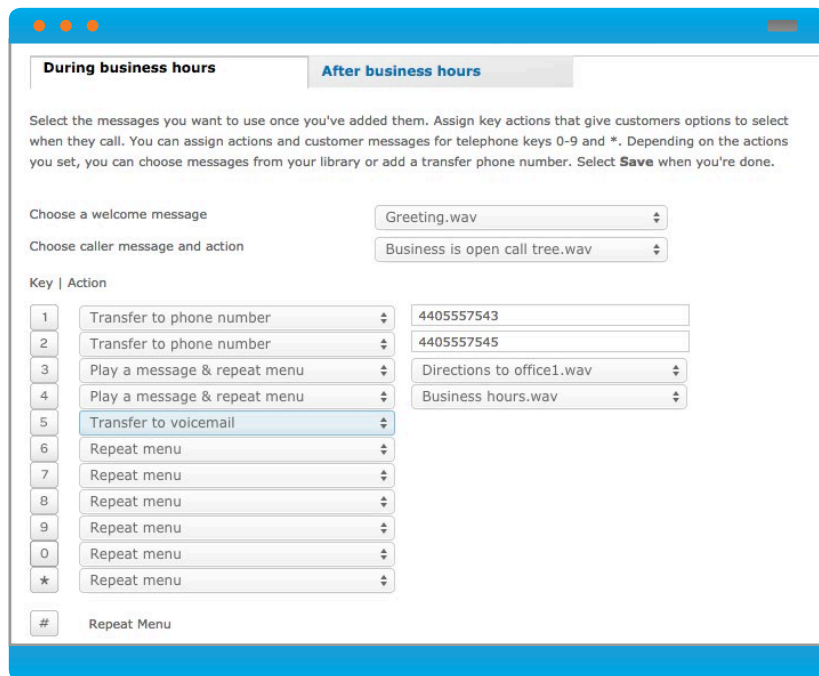 During business hours
After business hours
Select the messages you want to use once you've added them. Assign key actions that give customers options to select
when they call. You can assign actions and customer messages for telephone keys 0-9 and *. Depending on the actions
you set, you can choose messages from your library or add a transfer phone number. Select Save when you're done.
Choose a welcome message
Greeting.wav
Choose caller message and action
Business is open call tree.wav
Key | Action
1 Transfer to phone number 4405557543
2 Transfer to phone number 4405557545
3 Play a message & repeat menu Directions to office1.wav
4 Play a message & repeat menu Business hours.wav
5 Transfer to voicemail
6 Repeat menu
7 Repeat menu
8 Repeat menu
9 Repeat menu
0 Repeat menu
* Repeat menu
# Repeat Menu